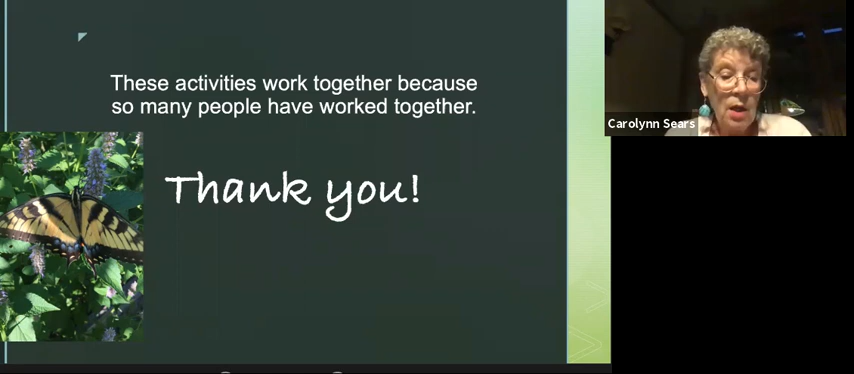 These activities work together because
so many people have worked together.
Thank you!
Carolynn Sears